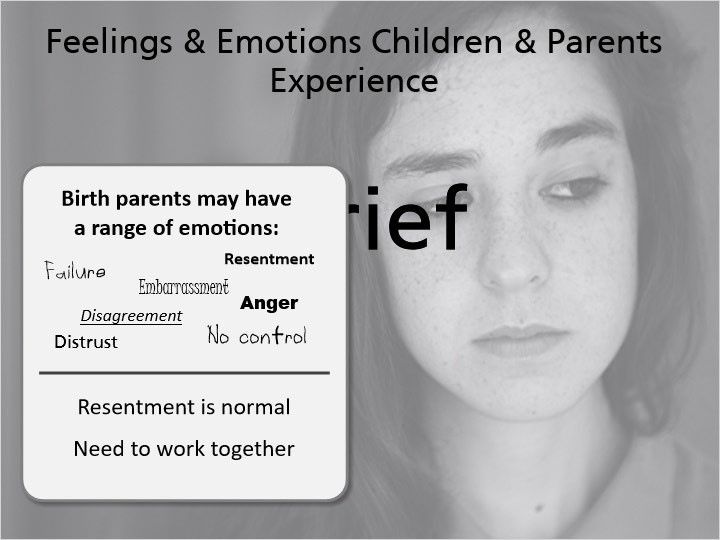 Feelings & Emotions Children & Parents
Experience
rief
Birth parents may have
a range of emotions:
Resentment
Failure
Embarrassment
Anger
Disagreement
No control
Distrust
Resentment is normal
Need to work together